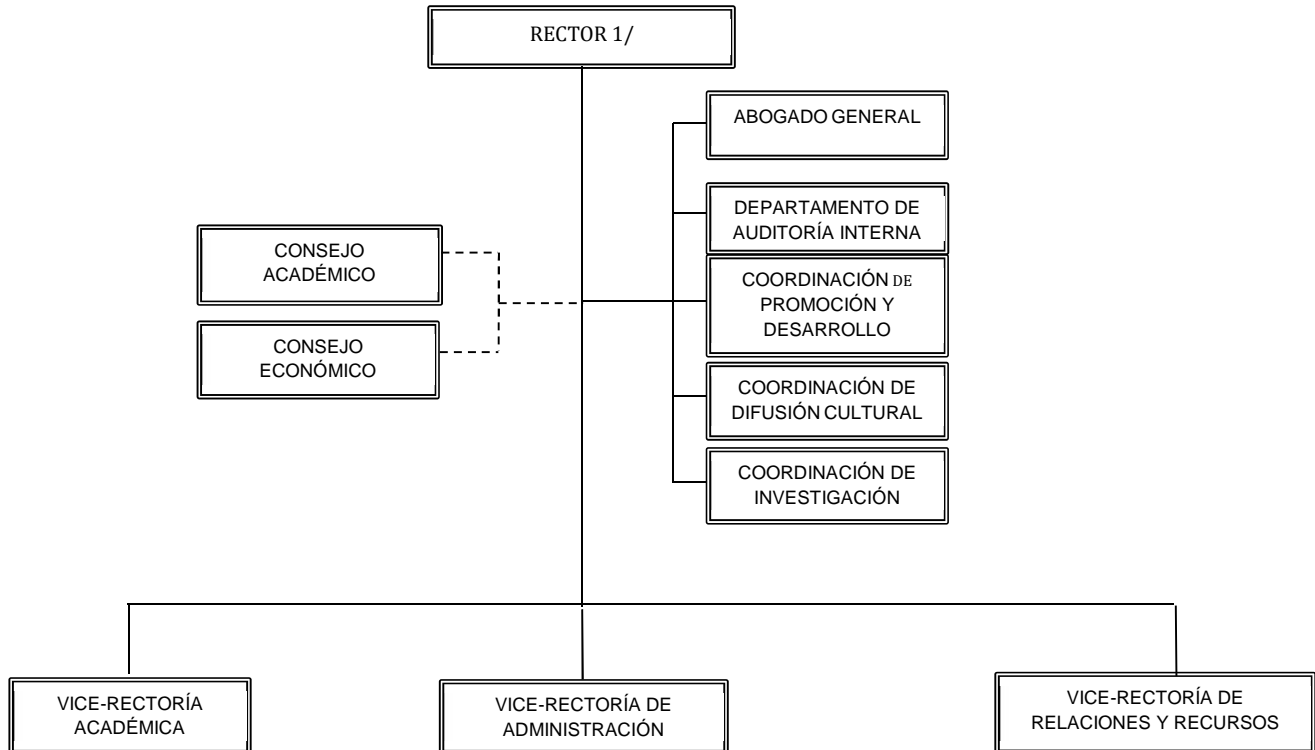 RECTOR 1/
ABOGADO GENERAL
DEPARTAMENTO DE
AUDITORÍA INTERNA
CONSEJO
ACADÉMICO
COORDINACIÓN DE
PROMOCIÓN Y
DESARROLLO
CONSEJO
ECONÓMICO
COORDINACIÓN DE
DIFUSIÓN CULTURAL
COORDINACIÓN DE
INVESTIGACIÓN
VICE-RECTORÍA
ACADÉMICA
VICE-RECTORÍA DE
ADMINISTRACIÓN
VICE-RECTORÍA DE
RELACIONES Y RECURSOS